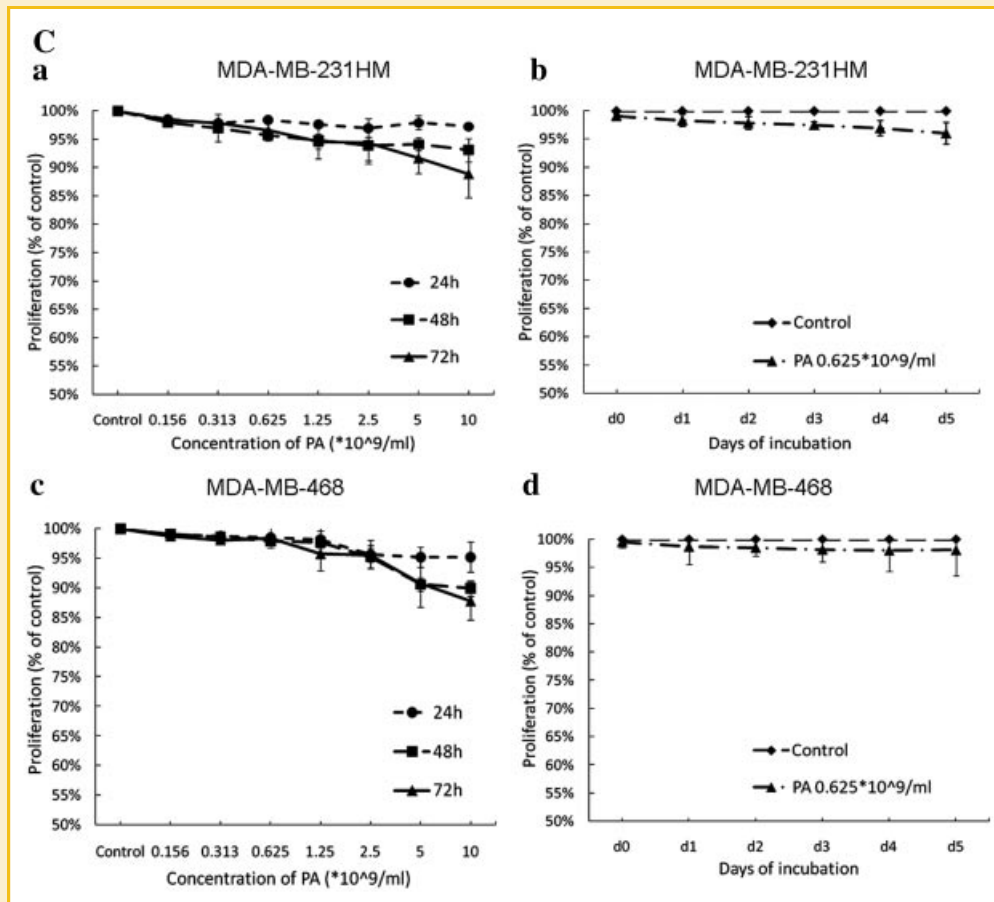 C
a
MDA-MB-231HM
Proliferation (% of control)
100%
95%
90%
85%
80%
75%
70%
65%
60%
55%
50%
24h
48h
72h
Control 0.156 0.313 0.625 1.25 2.5 5 10
Concentration of PA (*10^9/ml)
b
MDA-MB-231HM
Proliferation (% of control)
100%
95%
90%
85%
80%
75%
70%
65%
60%
55%
50%
Control
PA 0.625*10^9/ml
d0 d1 d2 d3 d4 d5
Days of incubation
c
MDA-MB-468
Proliferation (% of control)
100%
95%
90%
85%
80%
75%
70%
65%
60%
55%
50%
24h
48h
72h
Control 0.156 0.313 0.625 1.25 2.5 5 10
Concentration of PA (*10^9/ml)
d
MDA-MB-468
Proliferation (% of control)
100%
95%
90%
85%
80%
75%
70%
65%
60%
55%
50%
Control
PA 0.625*10^9/ml
d0 d1 d2 d3 d4 d5
Days of incubation